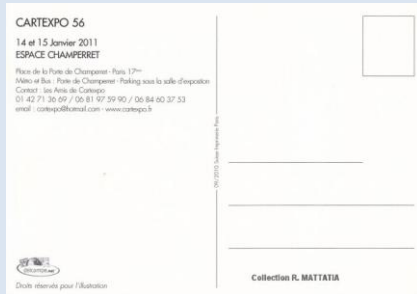 CARTEXPO 56
14 et 15 Janvier 2011
ESPACE CHAMPERRET
Place de la Porte de Champerret - Paris 17ème
Métro et Bus : Porte de Champerret - Parking sous la salle d'exposition
Contact : Les Amis de Cartexpo
01 42 71 36 69 / 06 81 97 59 90 / 06 84 60 37 53
email : cartexpo@hotmail.com - www.cartexpo.fr
09/2010
Droits réservés pour l'illustration
Collection R. MATTATIA